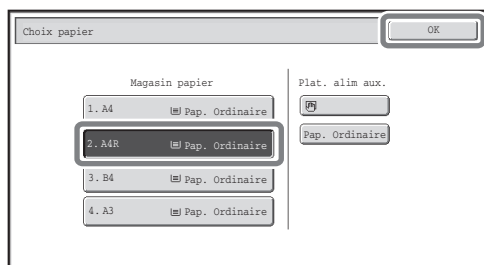 Choix papier
OK
Magasin papier
1. A4 Pap. Ordinaire
2. A4R Pap. Ordinaire
3. B4 Pap. Ordinaire
4. A3 Pap. Ordinaire
Plat. alim aux.
Pap. Ordinaire